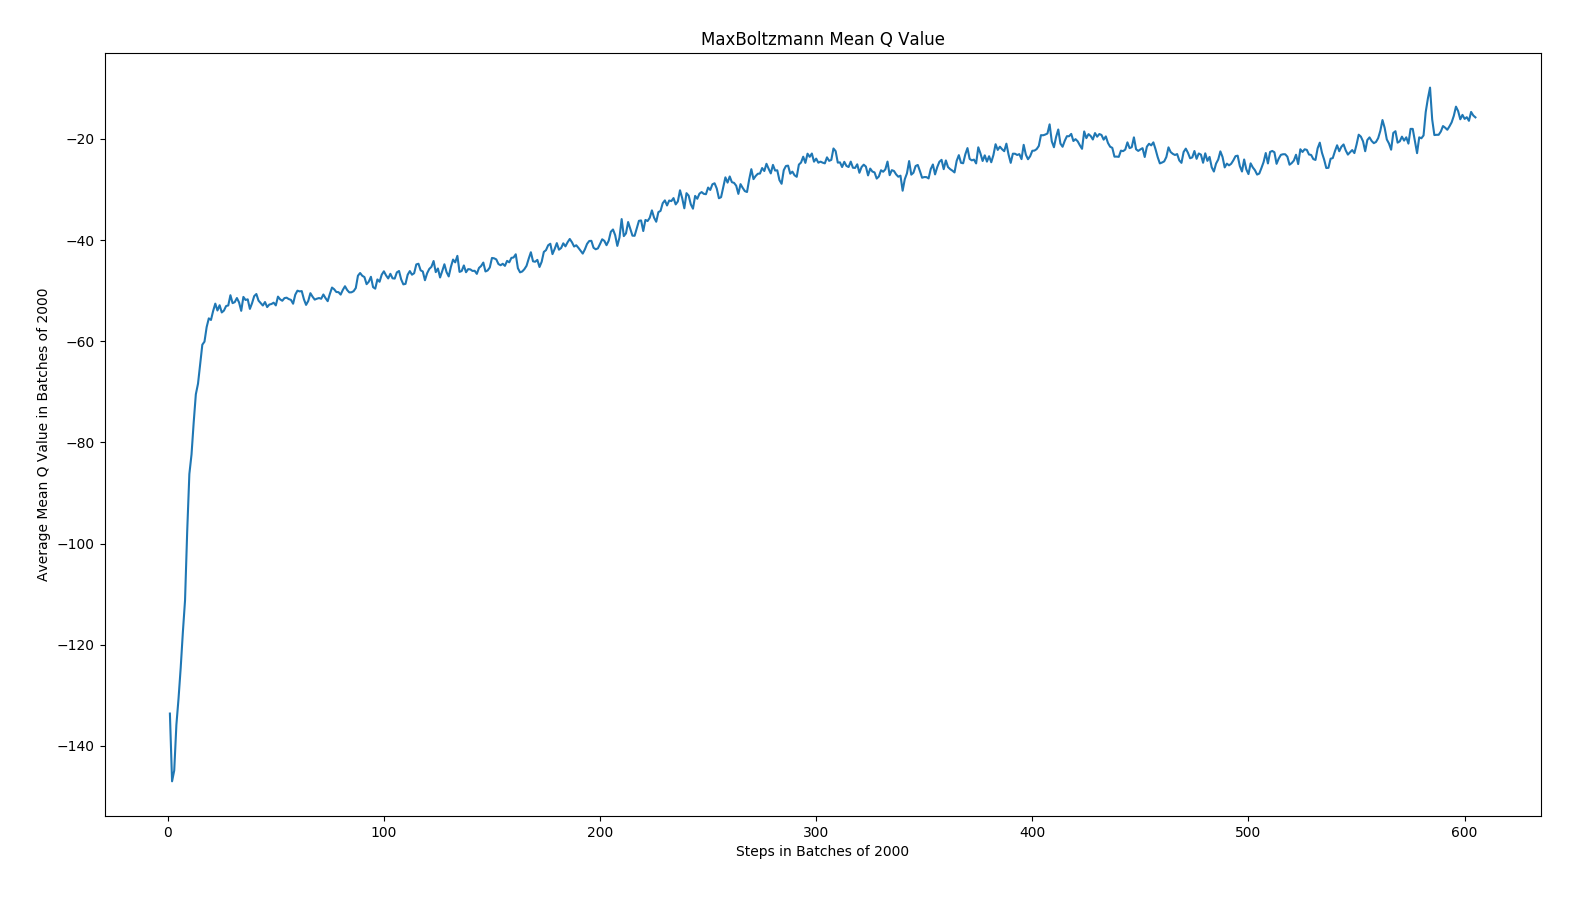 MaxBoltzmann Mean Q Value
Average Mean Q Value in Batches of 2000
−20
−40
−60
−80
−100
−120
−140
0 100 200 300 400 500 600
Steps in Batches of 2000